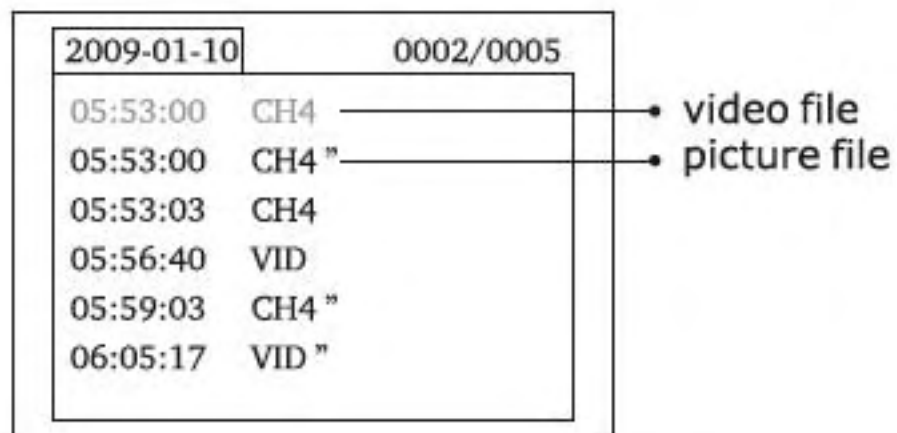 2009-01-10 0002/0005
05:53:00 CH4 video file
05:53:00 CH4 ” picture file
05:53:03 CH4
05:56:40 VID
05:59:03 CH4 ”
06:05:17 VID ”